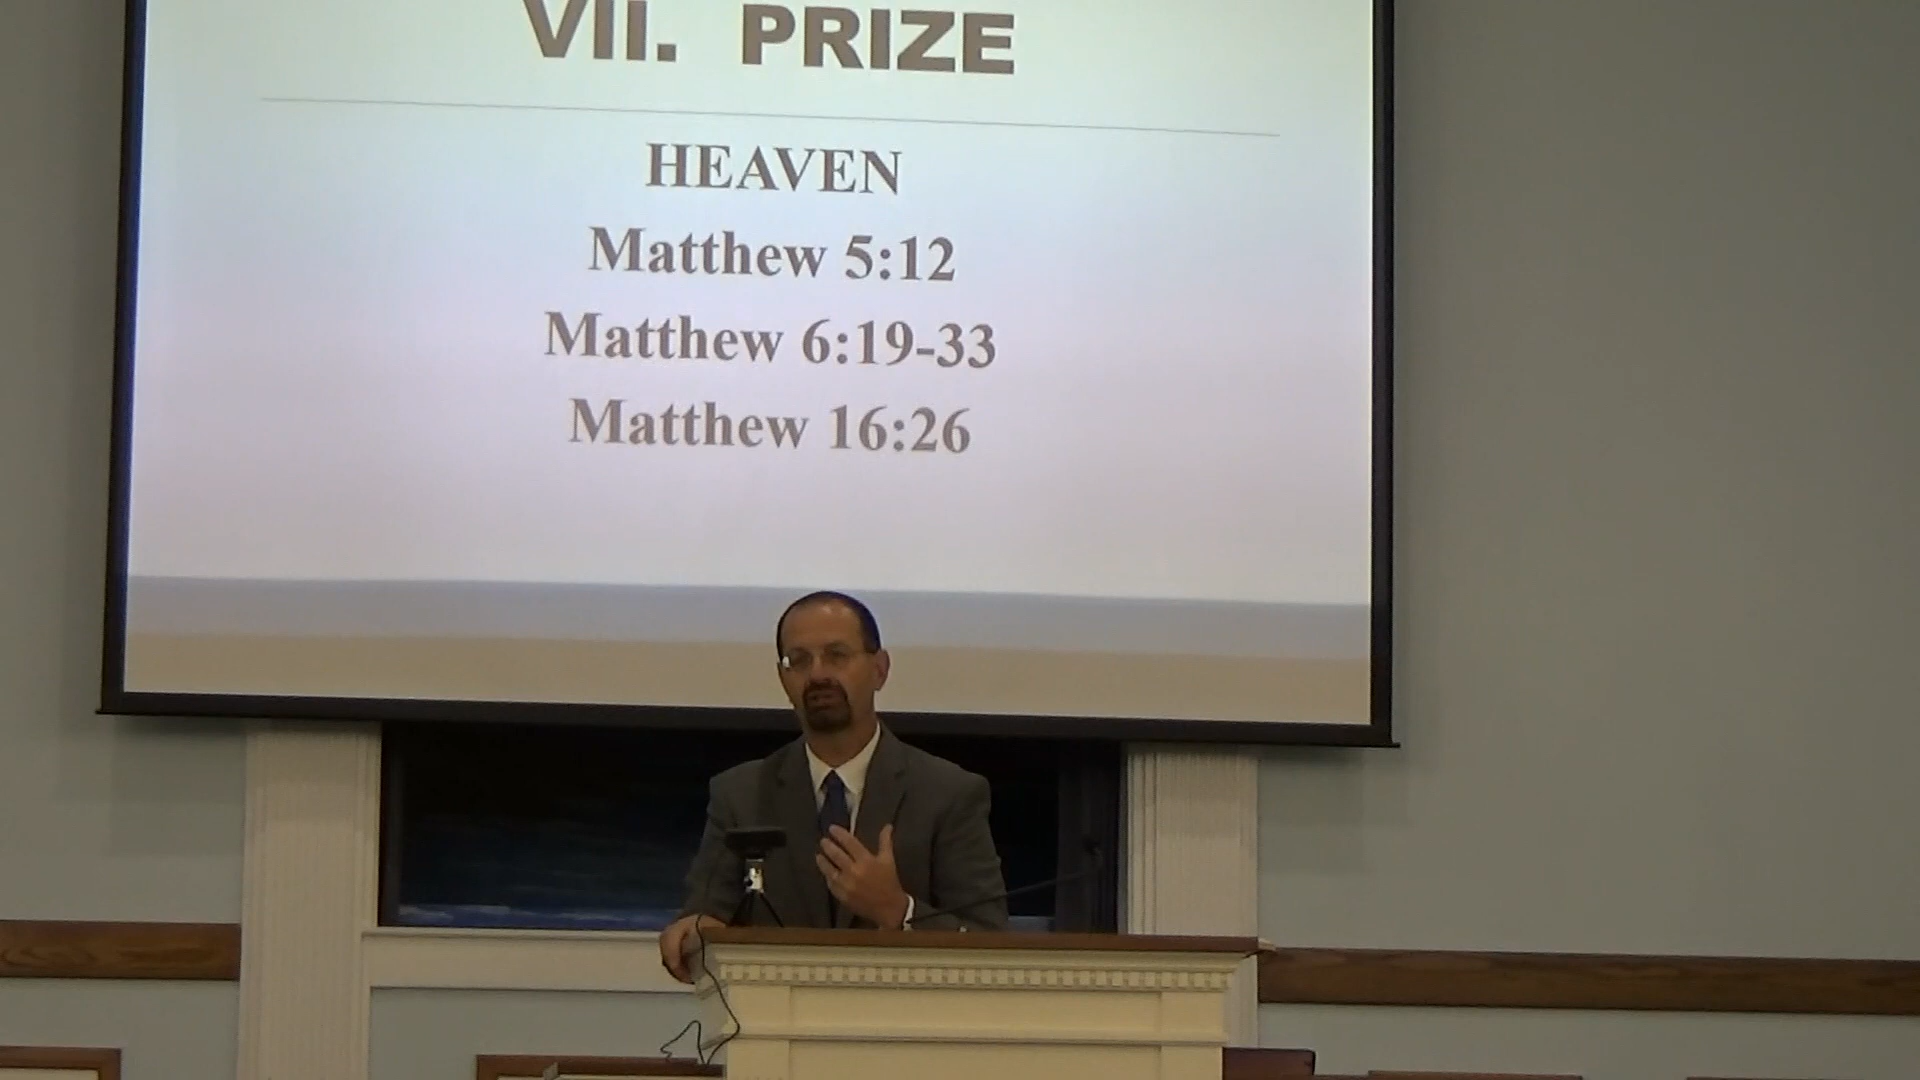 VII. PRIZE
HEAVEN
Matthew 5:12
Matthew 6:19-33
Matthew 16:26